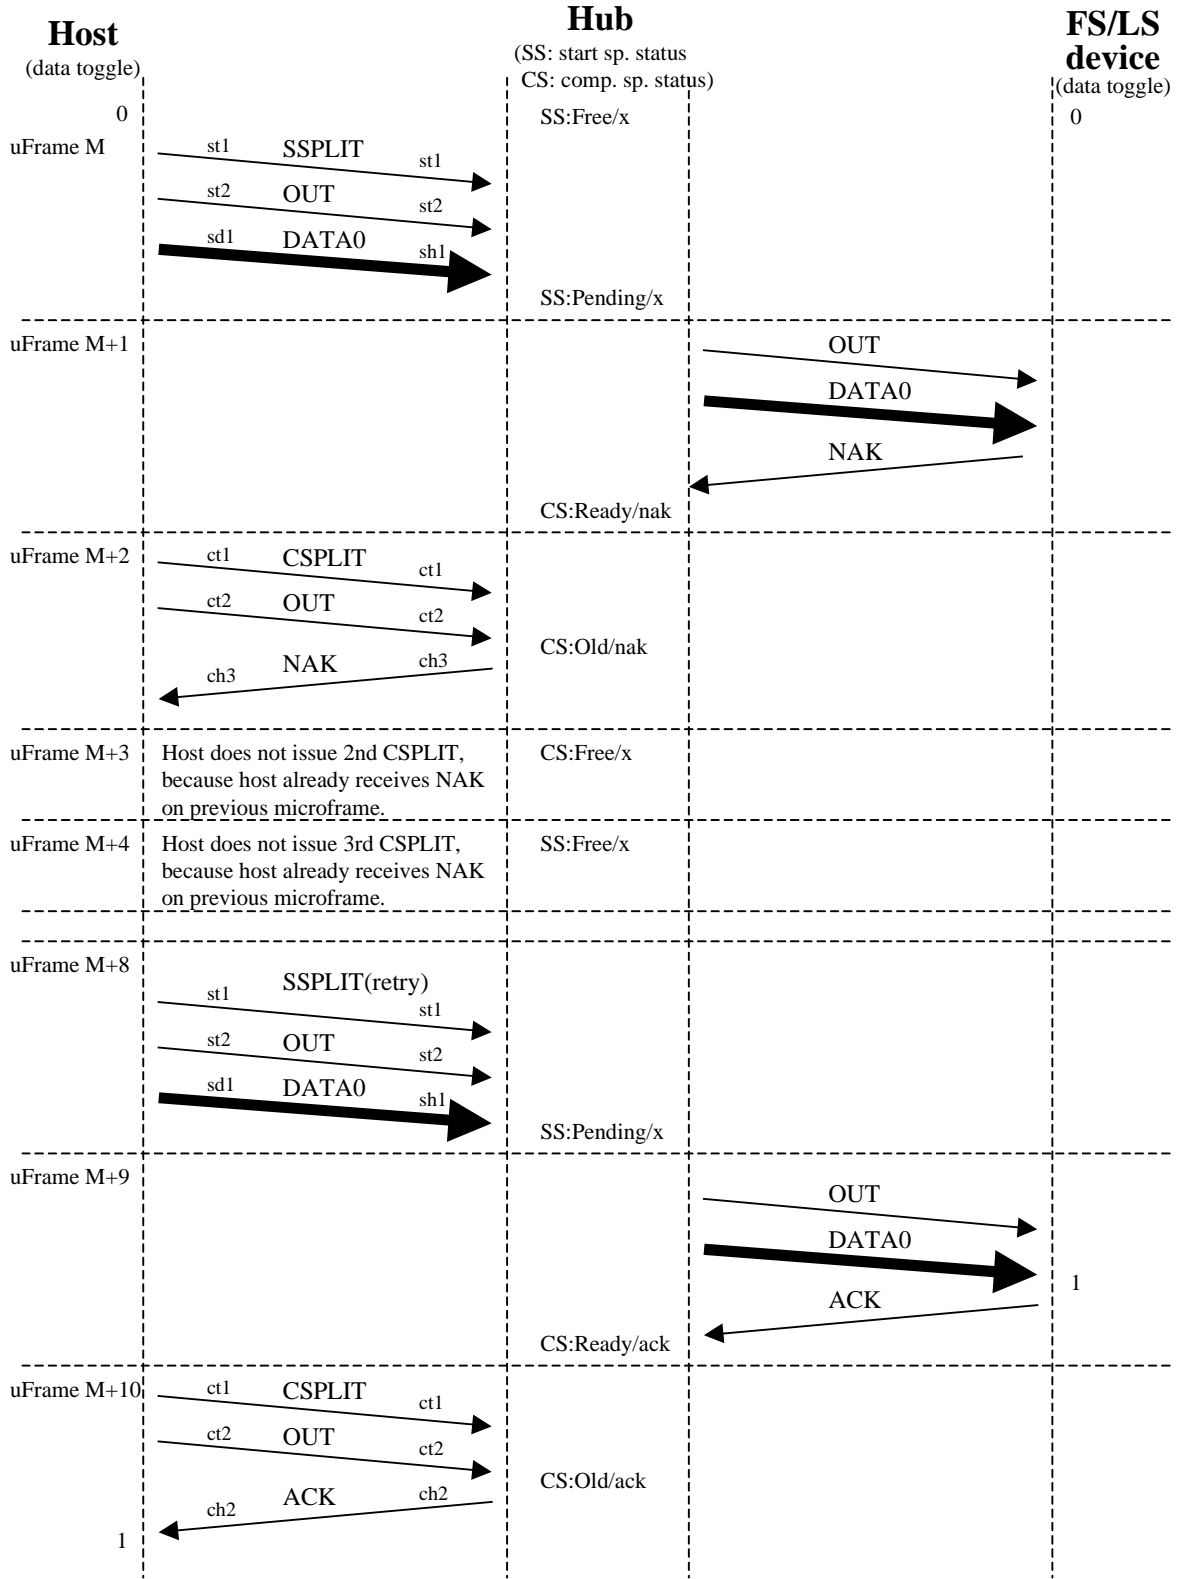 Host
(data toggle)
Hub
(SS: start sp. status
CS: comp. sp. status)
FS/LS
device
(data toggle)
0
SS:Free/x
0
uFrame M
st1 SSPLIT st1
st2 OUT st2
sd1 DATA0 sh1
SS:Pending/x
uFrame M+1
OUT
DATA0
NAK
CS:Ready/nak
uFrame M+2
ct1 CSPLIT ct1
ct2 OUT ct2
CS:Old/nak
ch3 NAK ch3
uFrame M+3
Host does not issue 2nd CSPLIT,
because host already receives NAK
on previous microframe.
CS:Free/x
uFrame M+4
Host does not issue 3rd CSPLIT,
because host already receives NAK
on previous microframe.
SS:Free/x
uFrame M+8
SSPLIT(retry)
st1 st1
st2 OUT st2
sd1 DATA0 sh1
SS:Pending/x
uFrame M+9
OUT
DATA0
1
ACK
CS:Ready/ack
uFrame M+10
ct1 CSPLIT ct1
ct2 OUT ct2
CS:Old/ack
ch2 ACK ch2
1